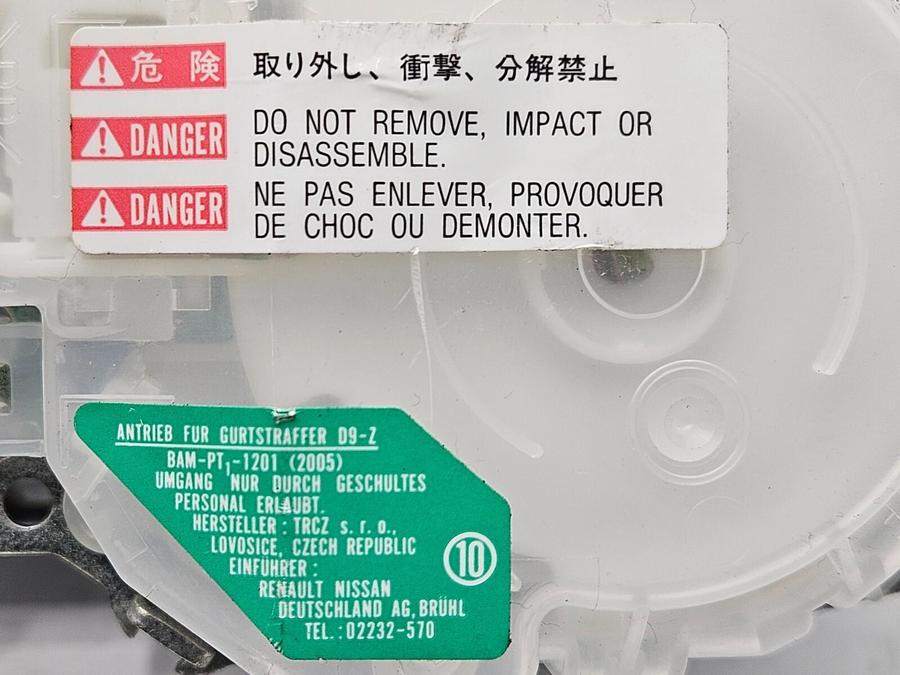 危険 取り外し、衝撃、分解禁止
DANGER DO NOT REMOVE, IMPACT OR
DISASSEMBLE.
DANGER NE PAS ENLEVER, PROVOQUER
DE CHOC OU DEMONTER.
ANTRIEB FUR GURTSTRAFFER D9-Z
BAM-PT₁-1201 (2005)
UMGANG NUR DURCH GESCHULTES
PERSONAL ERLAUBT.
HERSTELLER: TRCZ s. r. o.,
LOVOSICE, CZECH REPUBLIC
EINFUHRER:
RENAULT NISSAN
DEUTSCHLAND AG, BRÜHL
TEL.:02232-570
10